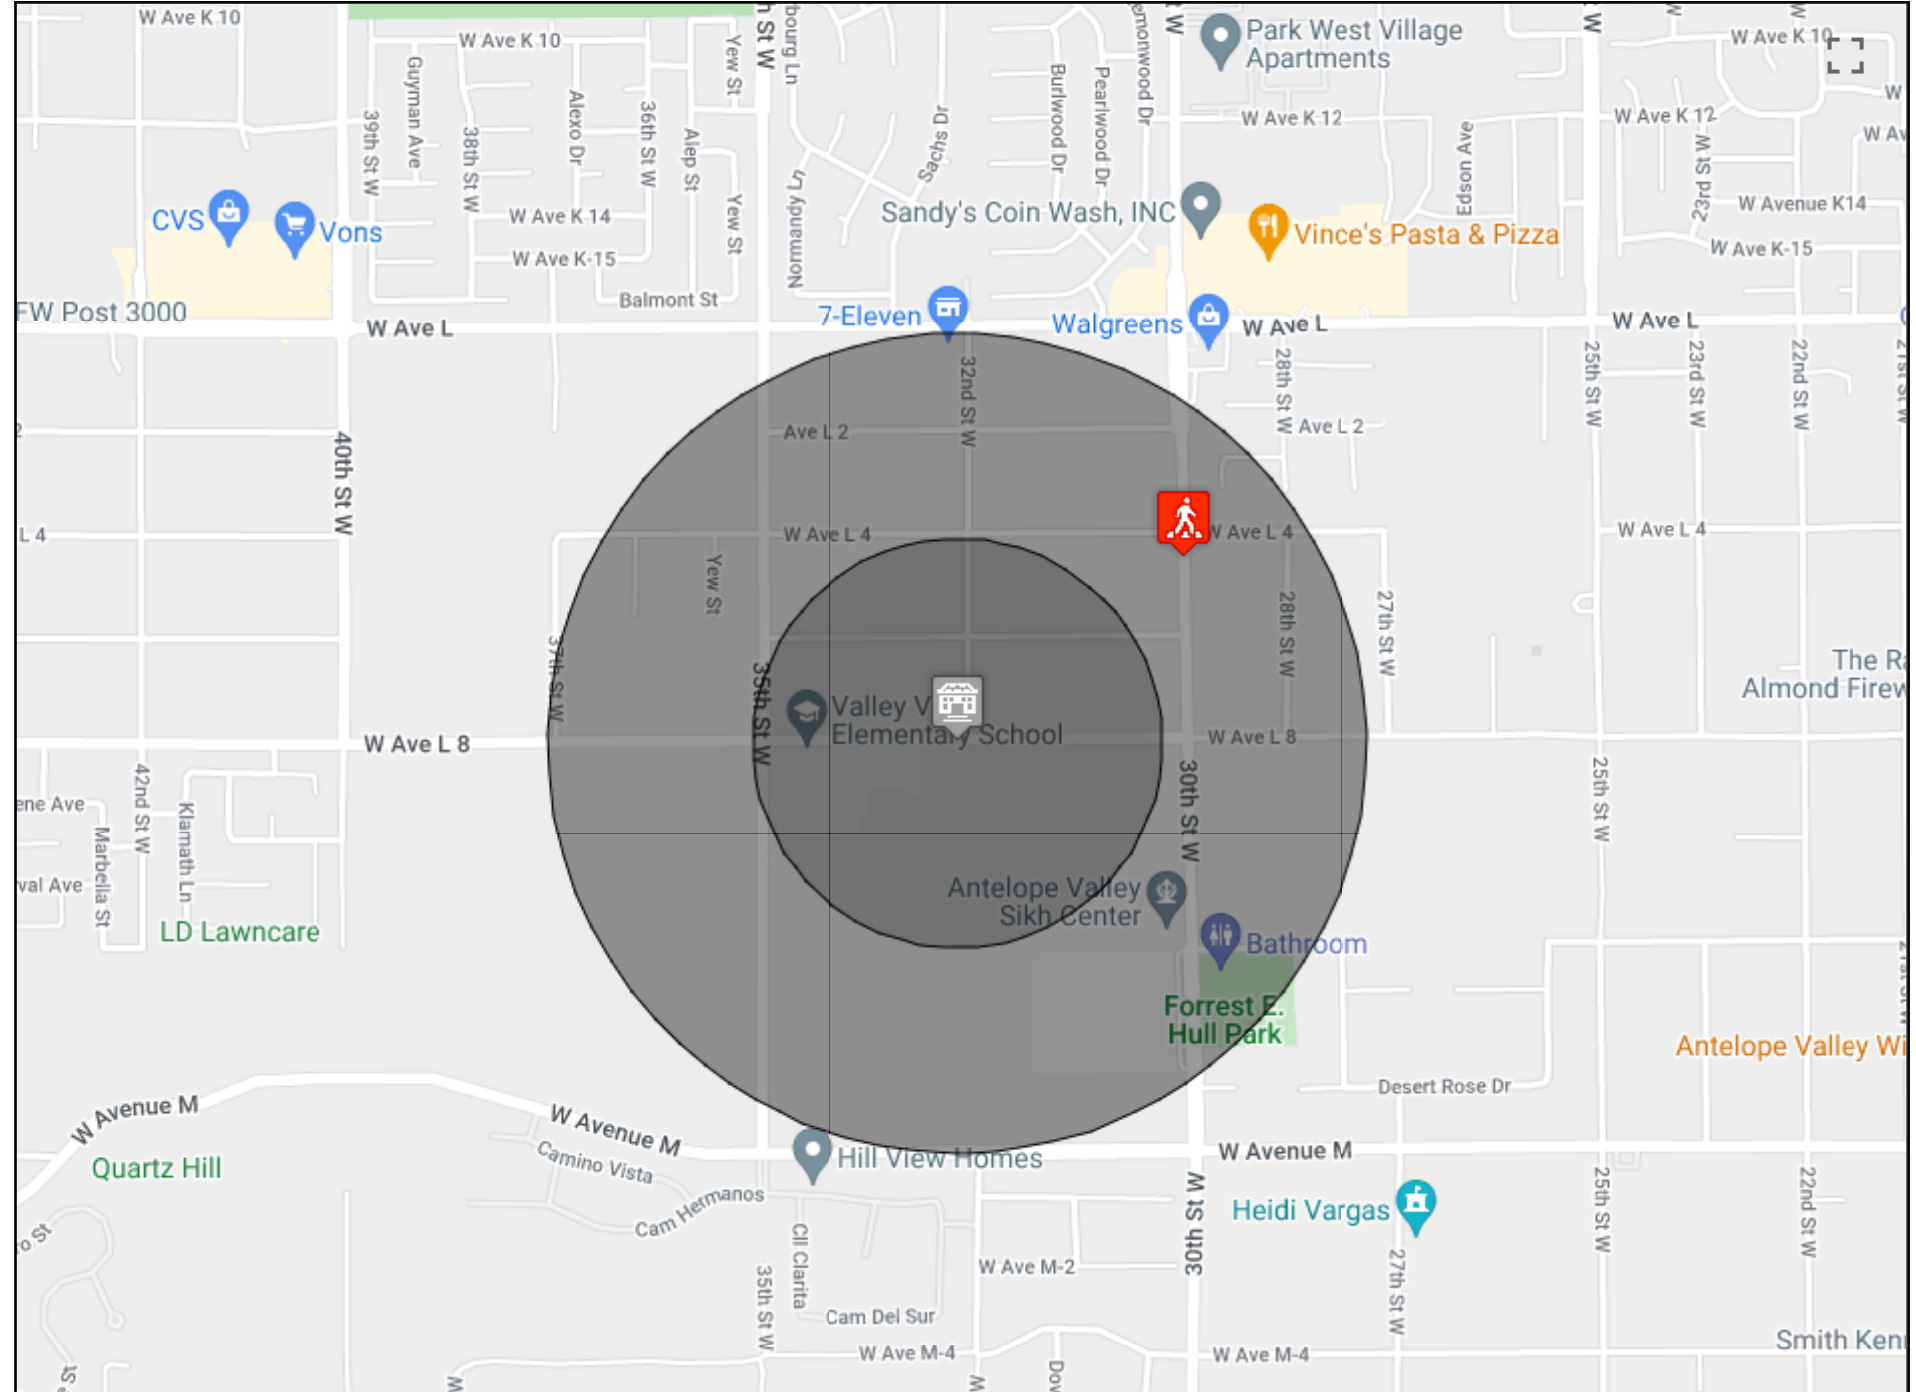 W Ave K 10
W Ave K 10
W Ave K 10
Park West Village
Apartments
Guyman Ave
39th St W
38th St W
Alexo Dr
36th St W
Alep St
Yew St
Yew St
Normandy Ln
Sachs Dr
Burlwood Dr
Pearlwood Dr
W Ave K 12
W Ave K 12
Edson Ave
23rd St W
W Avenue K14
W Ave K-15
CVS
Vons
W Ave K 14
W Ave K-15
Balmont St
Sandy's Coin Wash, INC
Vince's Pasta & Pizza
FW Post 3000
W Ave L
7-Eleven
Walgreens
W Ave L
W Ave L
32nd St W
28th St W
25th St W
23rd St W
22nd St W
40th St W
Ave L 2
Ave L 2
L 4
W Ave L 4
W Ave L 4
W Ave L 4
Yew St
28th St W
27th St W
37th St W
35th St W
Valley V
Elementary School
Almond Firew
W Ave L 8
W Ave L 8
30th St W
25th St W
42nd St W
ene Ave
Klamath Ln
Marbella St
val Ave
LD Lawncare
Antelope Valley
Sikh Center
Bathroom
Forrest E.
Hull Park
Antelope Valley Wi
Desert Rose Dr
W Avenue M
W Avenue M
W Avenue M
Quartz Hill
Camino Vista
Hill View Homes
Cam Hermanos
Cll Clarita
Heidi Vargas
30th St W
25th St W
22nd St W
W Ave M-2
27th St W
35th St W
Cam Del Sur
W Ave M-4
W Ave M-4
Smith Ken